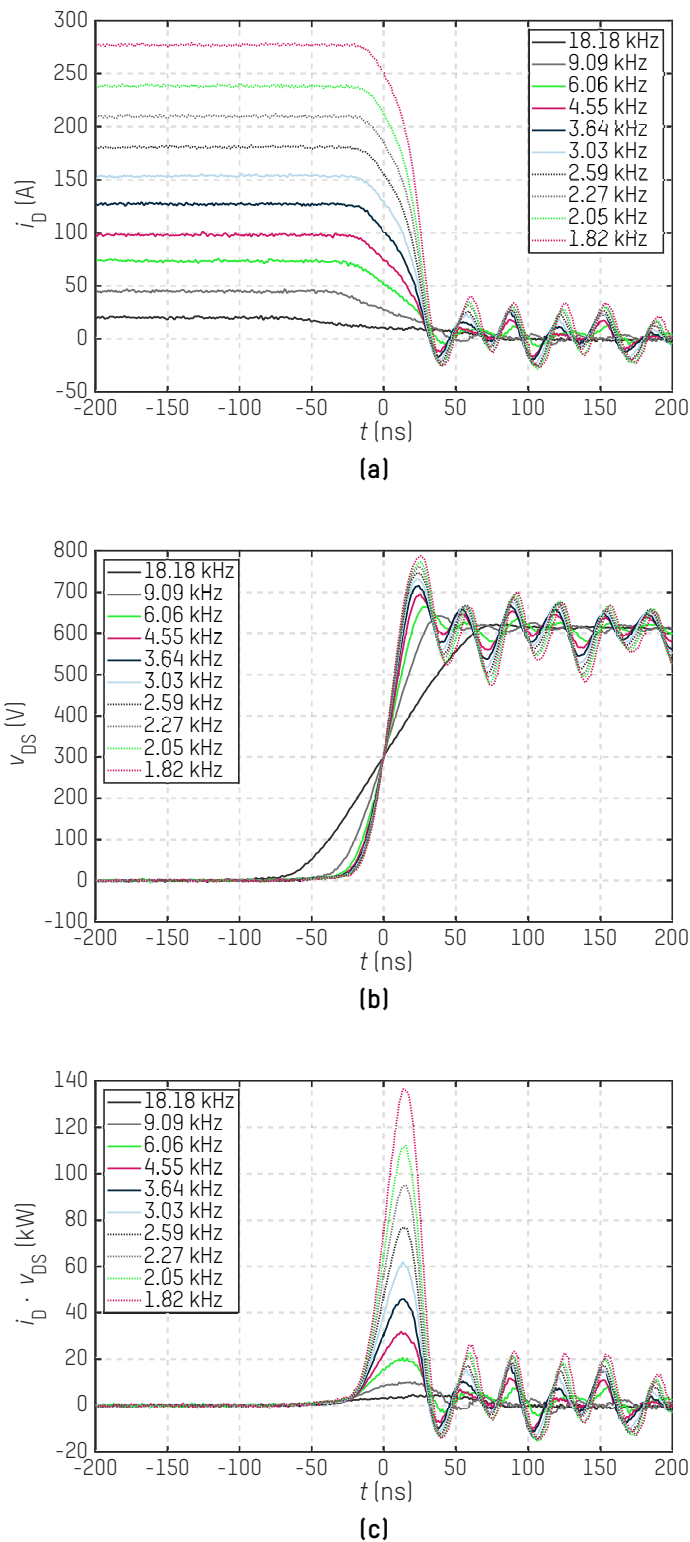 300
250
200
150
100
50
0
-50
i_D (A)
18.18 kHz
9.09 kHz
6.06 kHz
4.55 kHz
3.64 kHz
3.03 kHz
2.59 kHz
2.27 kHz
2.05 kHz
1.82 kHz
-200 -150 -100 -50 0 50 100 150 200
t (ns)
(a)
800
700
600
500
400
300
200
100
0
-100
v_DS (V)
18.18 kHz
9.09 kHz
6.06 kHz
4.55 kHz
3.64 kHz
3.03 kHz
2.59 kHz
2.27 kHz
2.05 kHz
1.82 kHz
-200 -150 -100 -50 0 50 100 150 200
t (ns)
(b)
140
120
100
80
60
40
20
0
-20
i_D · v_DS (kW)
18.18 kHz
9.09 kHz
6.06 kHz
4.55 kHz
3.64 kHz
3.03 kHz
2.59 kHz
2.27 kHz
2.05 kHz
1.82 kHz
-200 -150 -100 -50 0 50 100 150 200
t (ns)
(c)